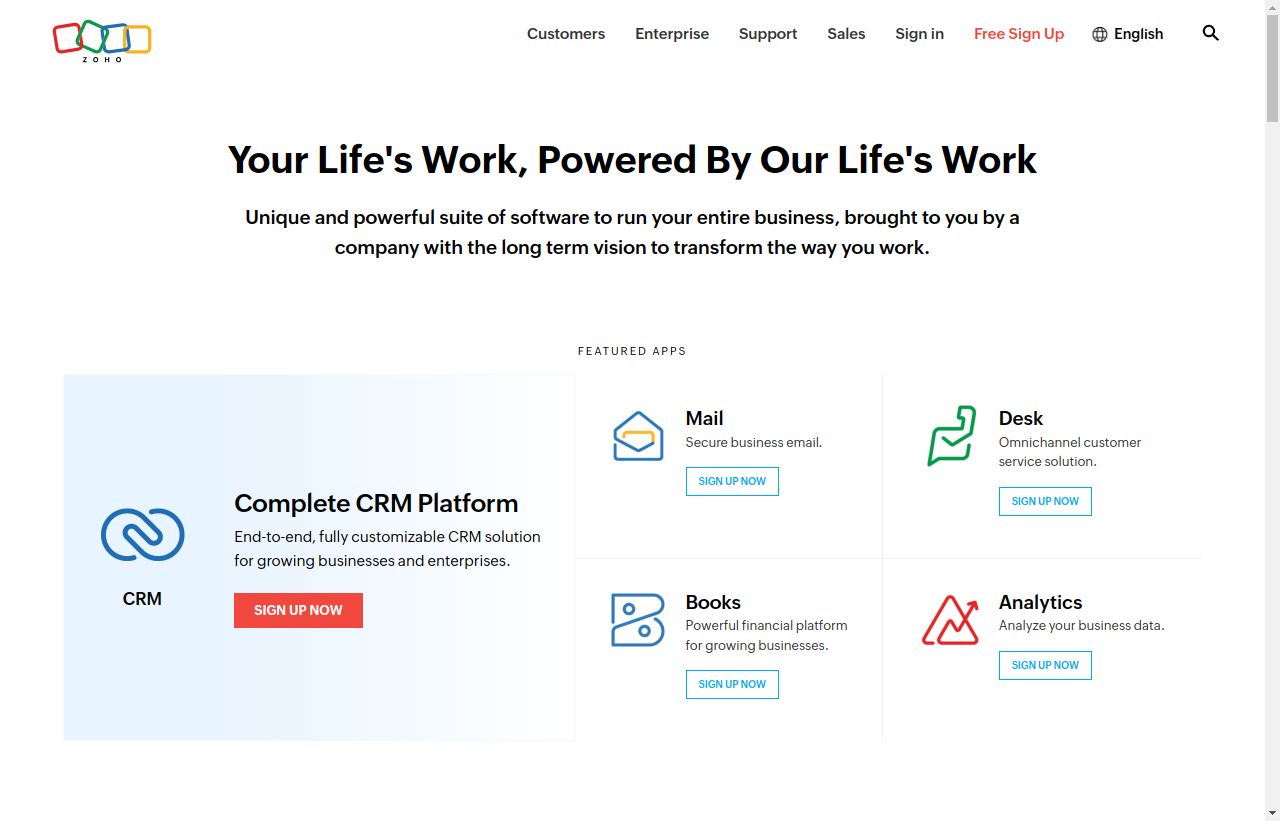 ZOHO
Customers
Enterprise
Support
Sales
Sign in
Free Sign Up
English
Your Life's Work, Powered By Our Life's Work
Unique and powerful suite of software to run your entire business, brought to you by a
company with the long term vision to transform the way you work.
FEATURED APPS
CRM
Complete CRM Platform
End-to-end, fully customizable CRM solution
for growing businesses and enterprises.
SIGN UP NOW
Mail
Secure business email.
SIGN UP NOW
Desk
Omnichannel customer
service solution.
SIGN UP NOW
Books
Powerful financial platform
for growing businesses.
SIGN UP NOW
Analytics
Analyze your business data.
SIGN UP NOW